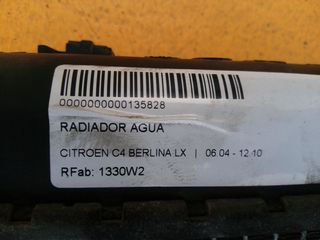 0000000000135828
RADIADOR AGUA
CITROEN C4 BERLINA LX | 06.04 - 12.10
RFab: 1330W2